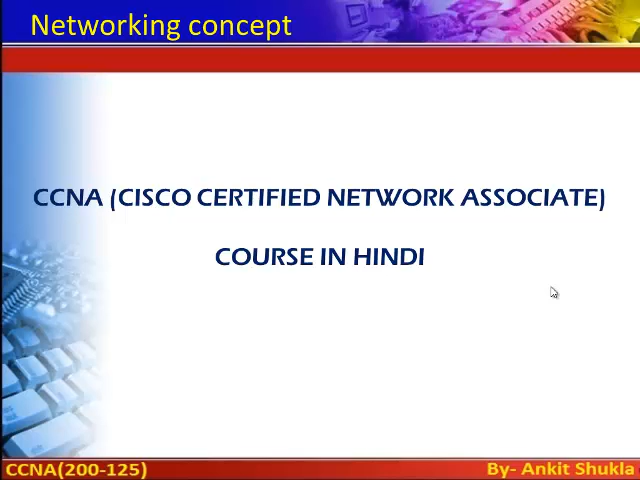 Networking concept
CCNA (CISCO CERTIFIED NETWORK ASSOCIATE)
COURSE IN HINDI
CCNA(200-125)
By- Ankit Shukla